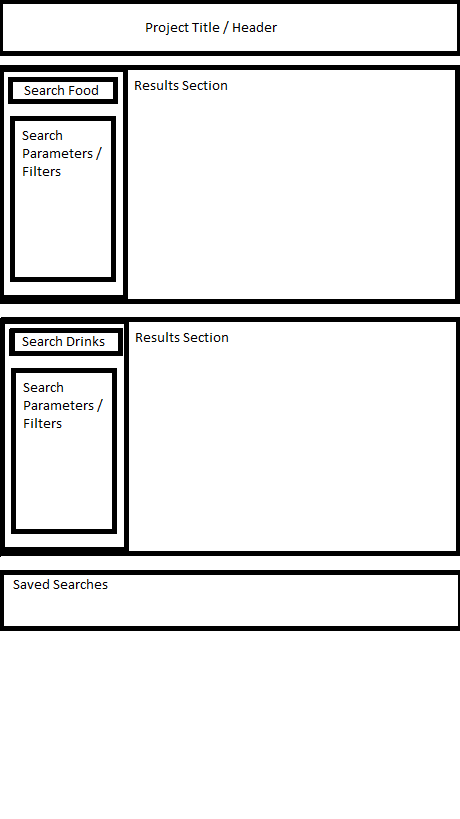 Project Title / Header
Search Food
Results Section
Search
Parameters /
Filters
Search Drinks
Results Section
Search
Parameters /
Filters
Saved Searches